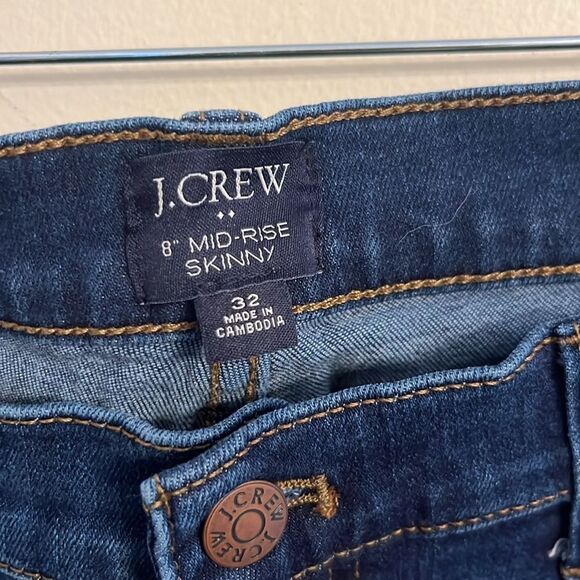 J.CREW
8" MID-RISE
SKINNY
32
MADE IN
CAMBODIA
J.CREW
J.CREW